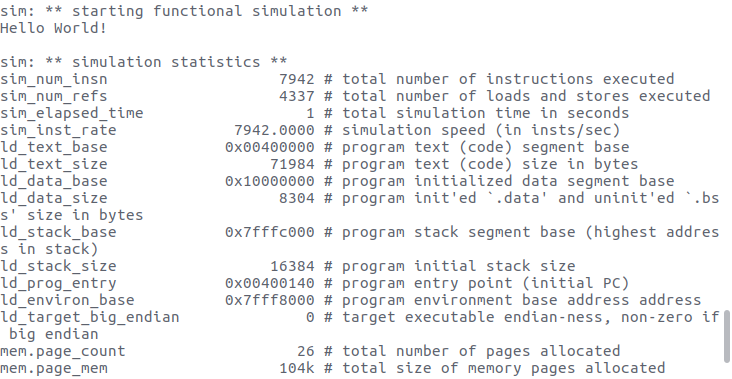 sim: ** starting functional simulation **
Hello World!

sim: ** simulation statistics **
sim_num_insn                  7942 # total number of instructions executed
sim_num_refs                  4337 # total number of loads and stores executed
sim_elapsed_time                 1 # total simulation time in seconds
sim_inst_rate            7942.0000 # simulation speed (in insts/sec)
ld_text_base            0x00400000 # program text (code) segment base
ld_text_size                 71984 # program text (code) size in bytes
ld_data_base            0x10000000 # program initialized data segment base
ld_data_size                  8304 # program init'ed `.data' and uninit'ed `.bs
s' size in bytes
ld_stack_base           0x7fffc000 # program stack segment base (highest addres
s in stack)
ld_stack_size                16384 # program initial stack size
ld_prog_entry           0x00400140 # program entry point (initial PC)
ld_environ_base         0x7fff8000 # program environment base address address
ld_target_big_endian             0 # target executable endian-ness, non-zero if
 big endian
mem.page_count                  26 # total number of pages allocated
mem.page_mem                  104k # total size of memory pages allocated